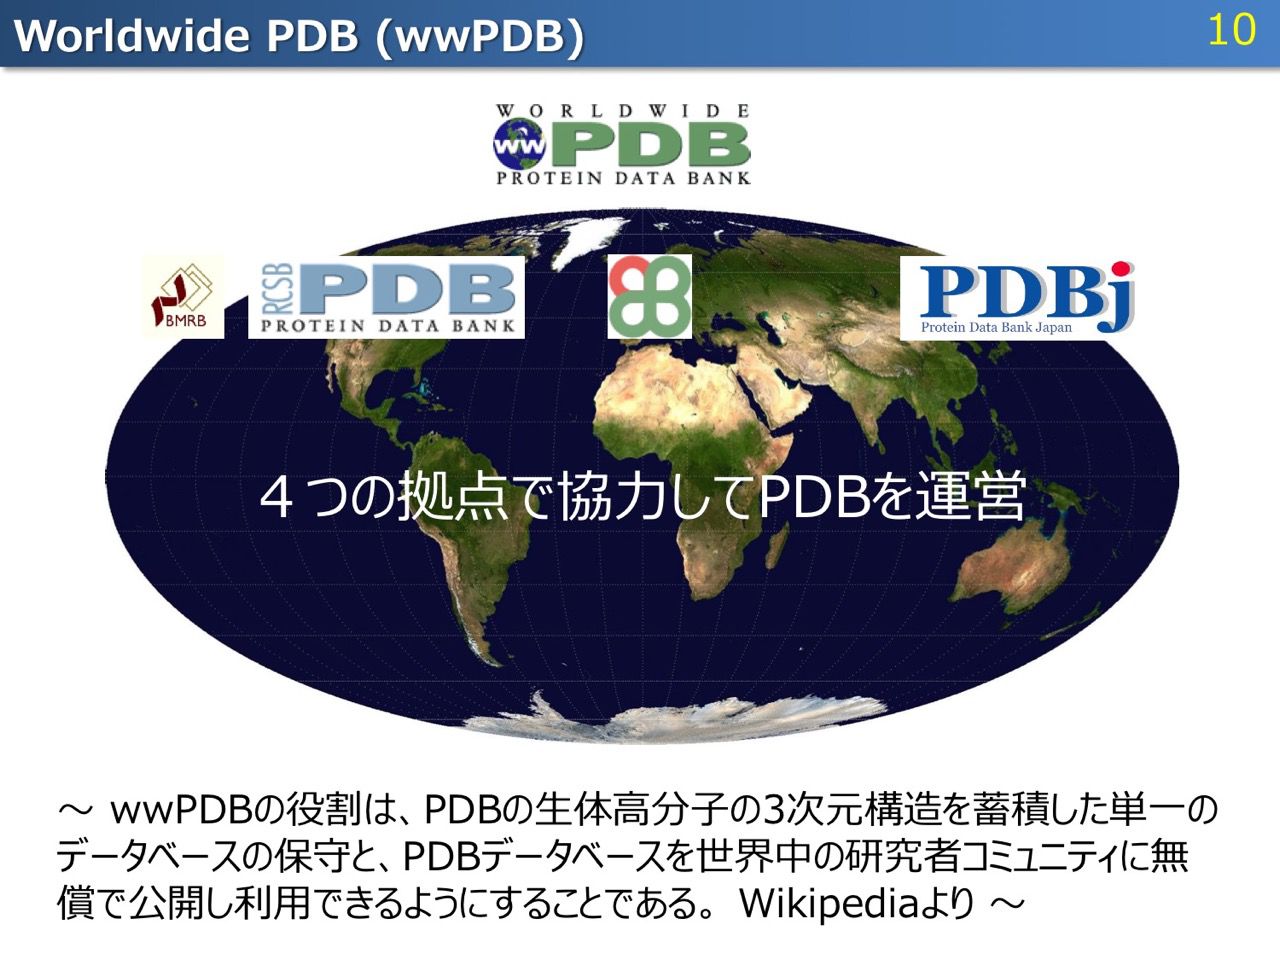 Worldwide PDB (wwPDB)
10
WORLDWIDE
ww PDB
PROTEIN DATA BANK
BMRB
RCSB PDB
PROTEIN DATA BANK
PDBj
Protein Data Bank Japan
４つの拠点で協力してPDBを運営
～ wwPDBの役割は、PDBの生体高分子の3次元構造を蓄積した単一の
データベースの保守と、PDBデータベースを世界中の研究者コミュニティに無
償で公開し利用できるようにすることである。 Wikipediaより ～